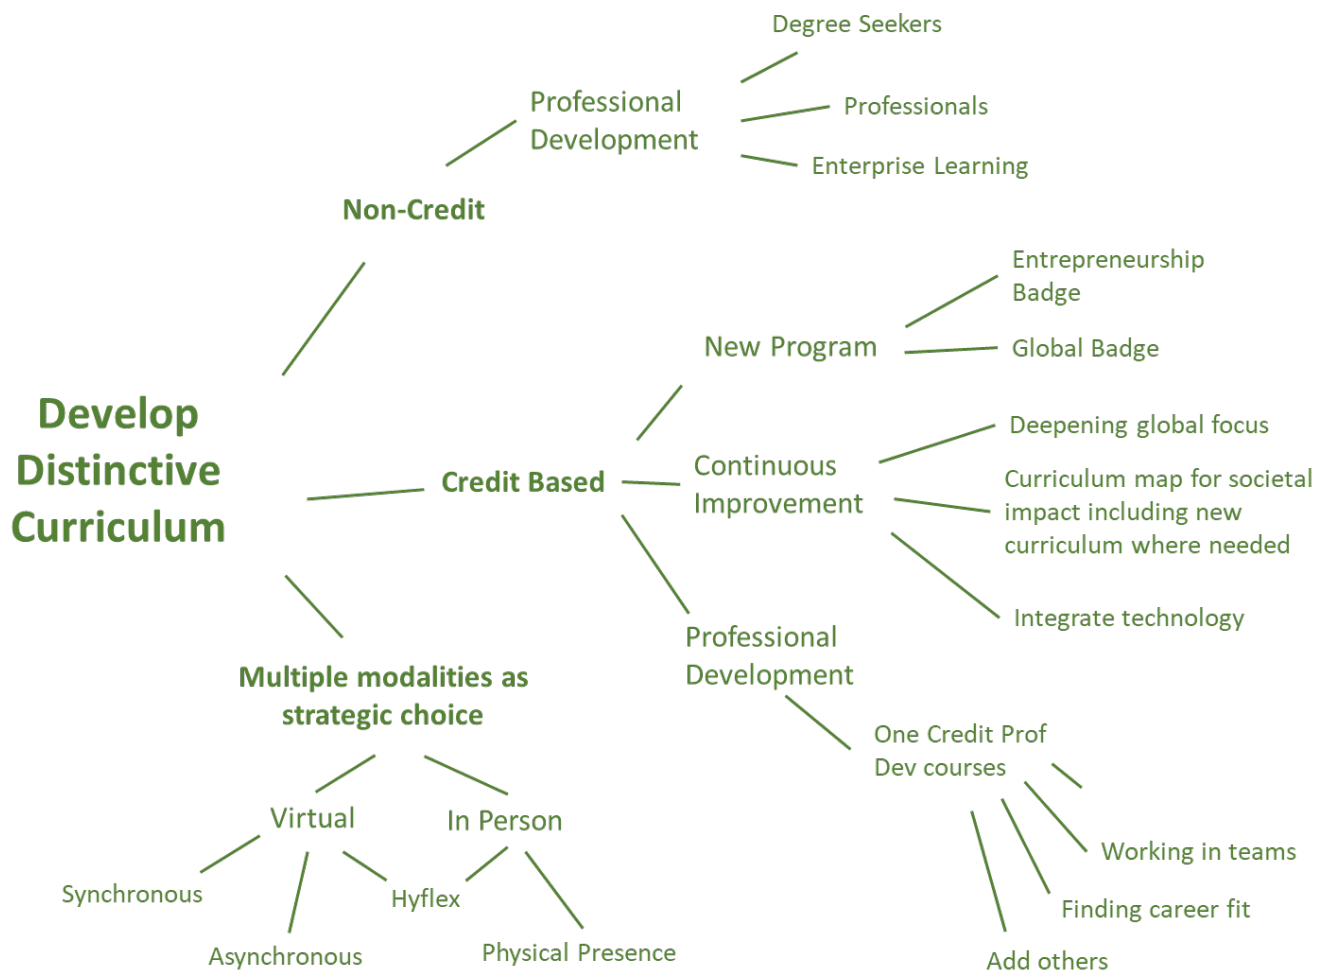 Degree Seekers
Professional
Development
Professionals
Enterprise Learning
Non-Credit
Entrepreneurship
Badge
New Program
Global Badge
Develop
Distinctive
Curriculum
Credit Based
Continuous
Improvement
Deepening global focus
Curriculum map for societal
impact including new
curriculum where needed
Integrate technology
Professional
Development
One Credit Prof
Dev courses
Working in teams
Finding career fit
Add others
Multiple modalities as
strategic choice
Virtual
In Person
Synchronous
Asynchronous
Hyflex
Physical Presence